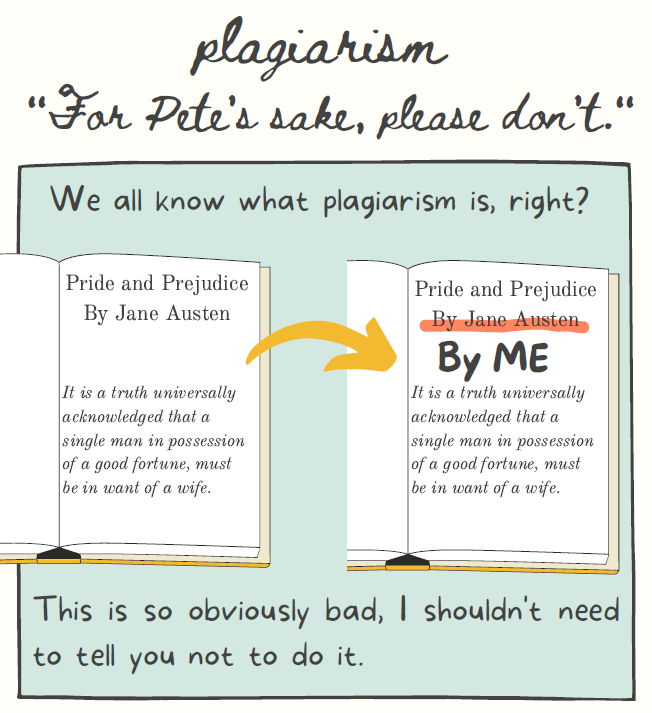 plagiarism
“For Pete's sake, please don't.“
We all know what plagiarism is, right?
Pride and Prejudice
By Jane Austen
It is a truth universally
acknowledged that a
single man in possession
of a good fortune, must
be in want of a wife.
Pride and Prejudice
By Jane Austen
By ME
It is a truth universally
acknowledged that a
single man in possession
of a good fortune, must
be in want of a wife.
This is so obviously bad, I shouldn't need
to tell you not to do it.